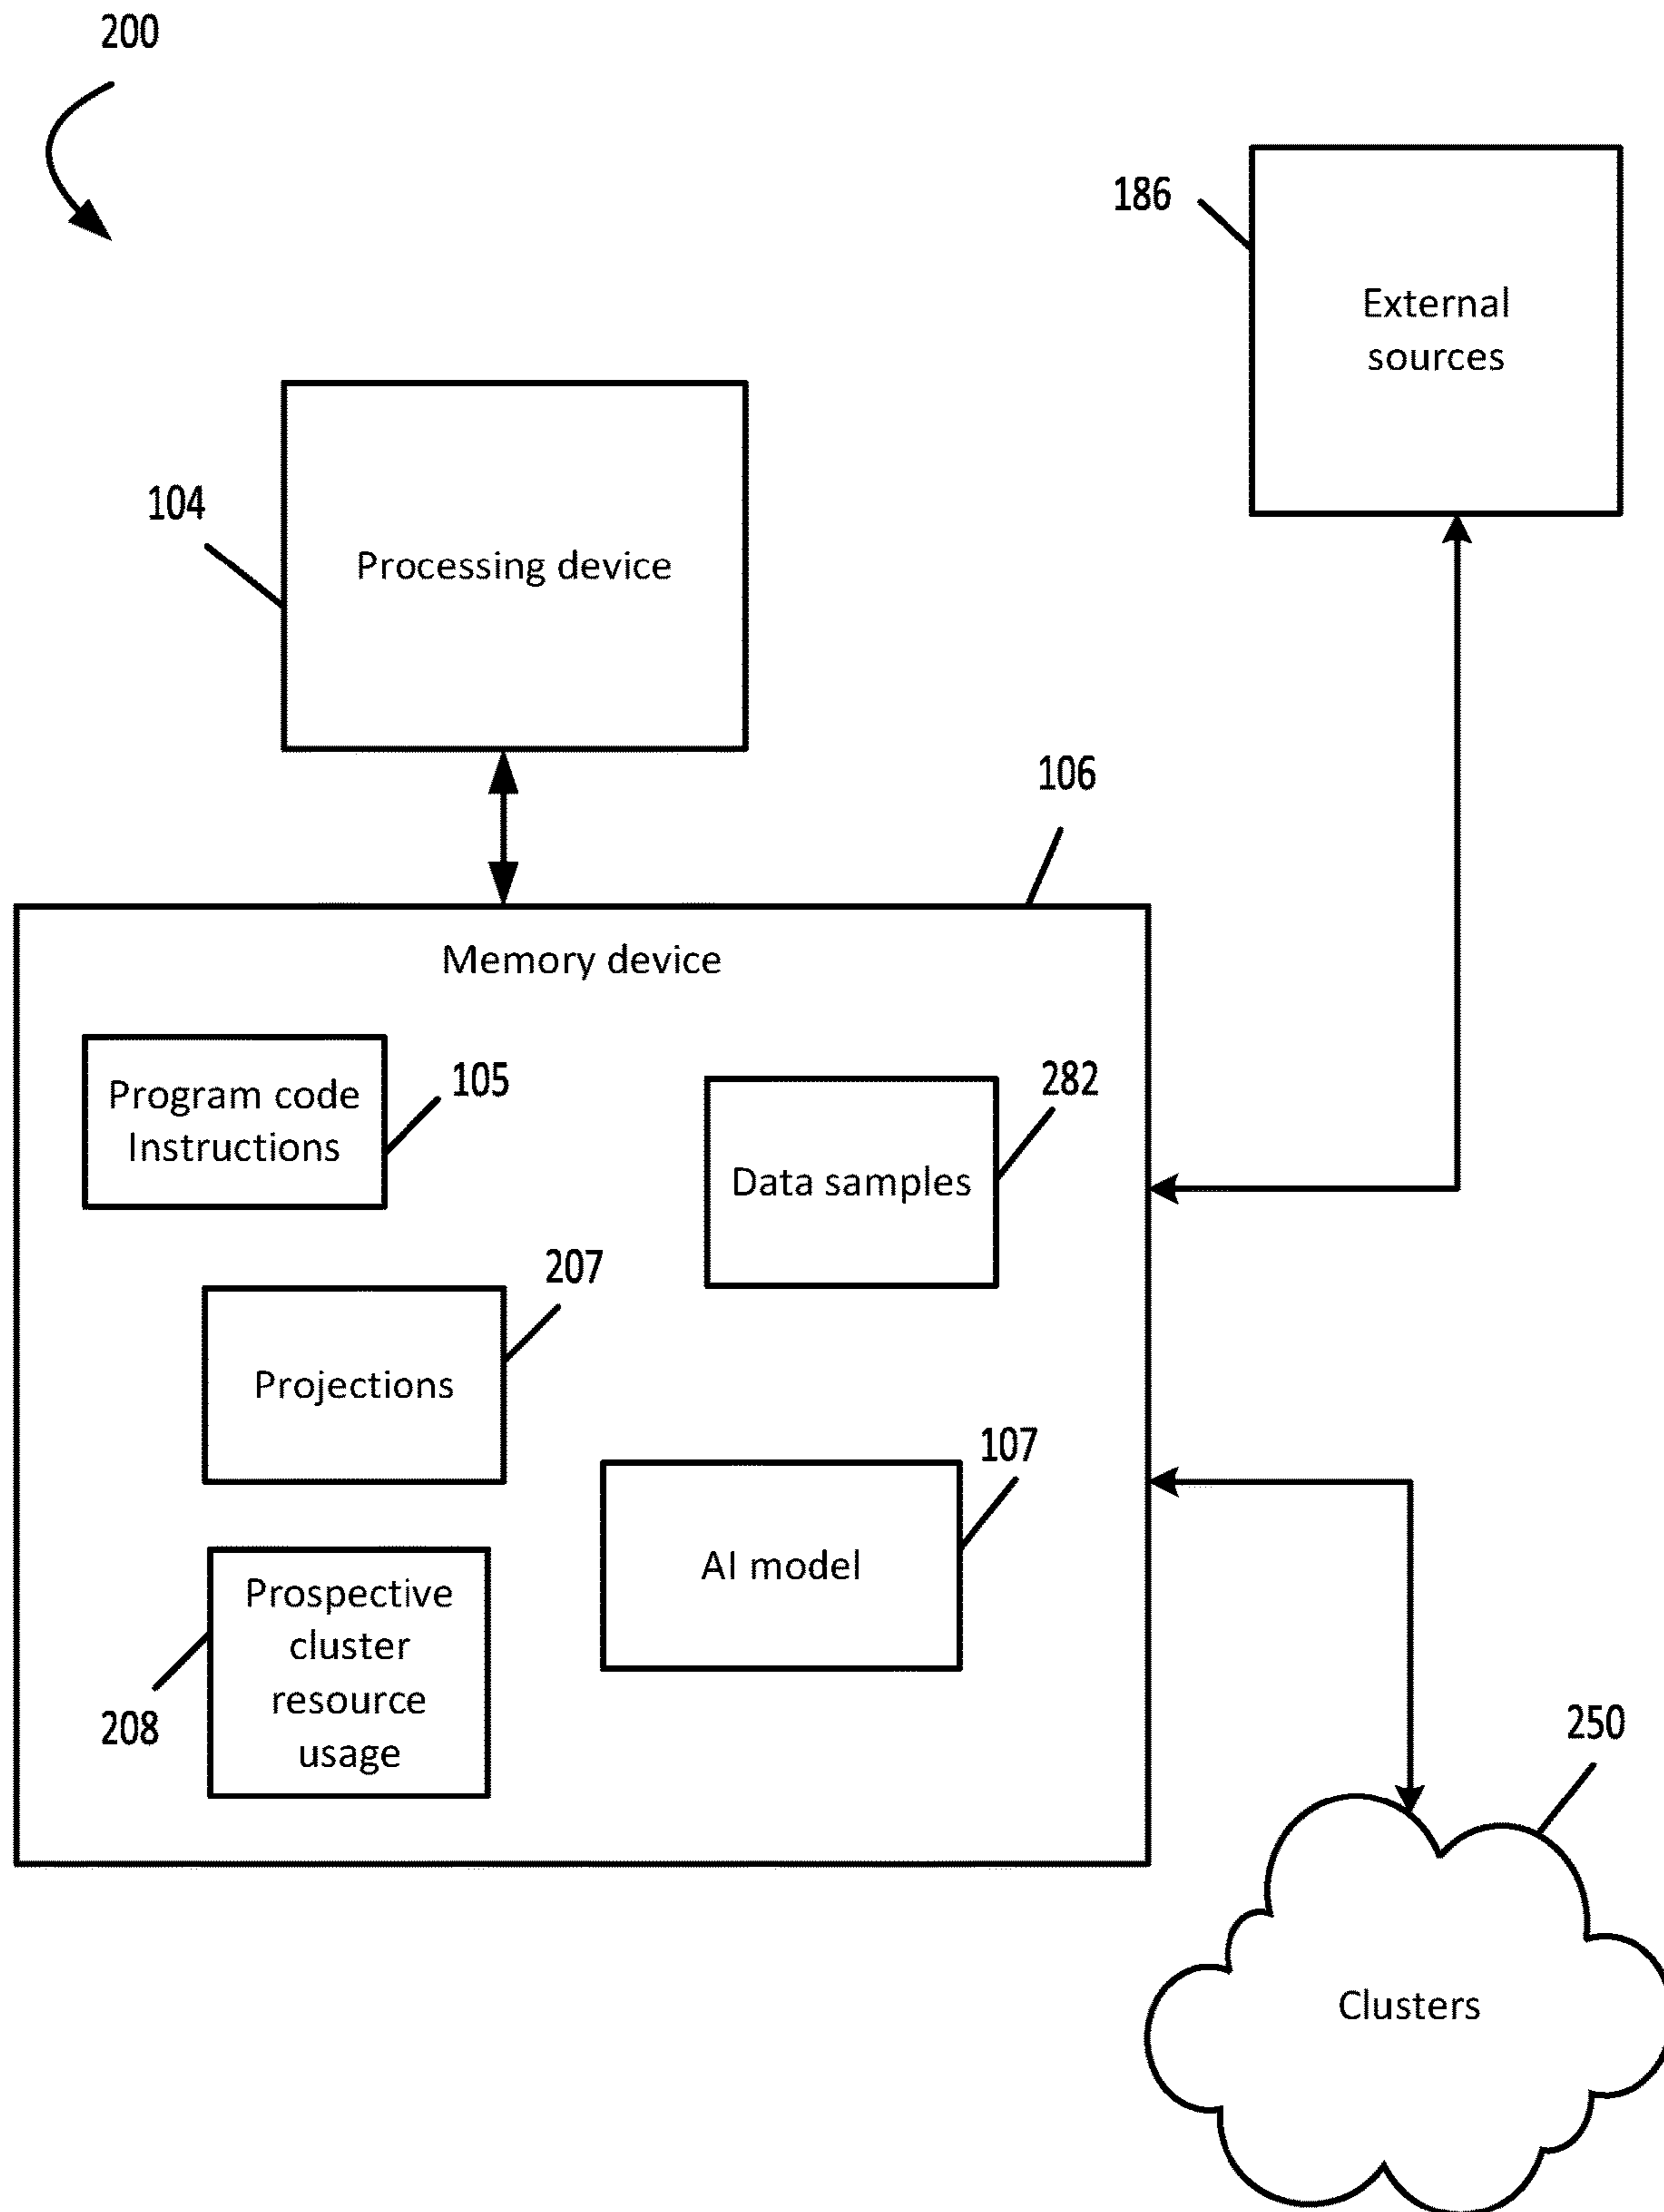 200
186
External
sources
104
Processing device
106
Memory device
Program code
Instructions
105
282
Data samples
207
Projections
107
AI model
Prospective
cluster
resource
usage
208
250
Clusters